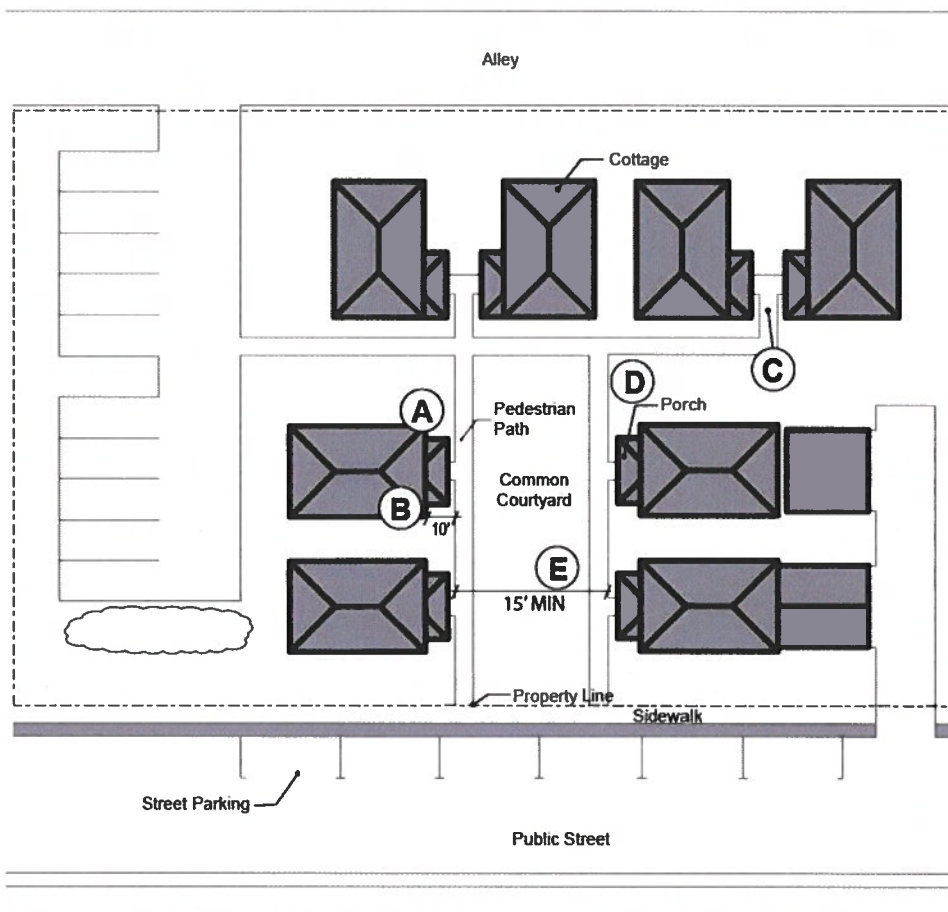 Alley
Cottage
C
D
A
Porch
Pedestrian
Path
Common
Courtyard
B
10'
E
15' MIN
Property Line
Sidewalk
Street Parking
Public Street